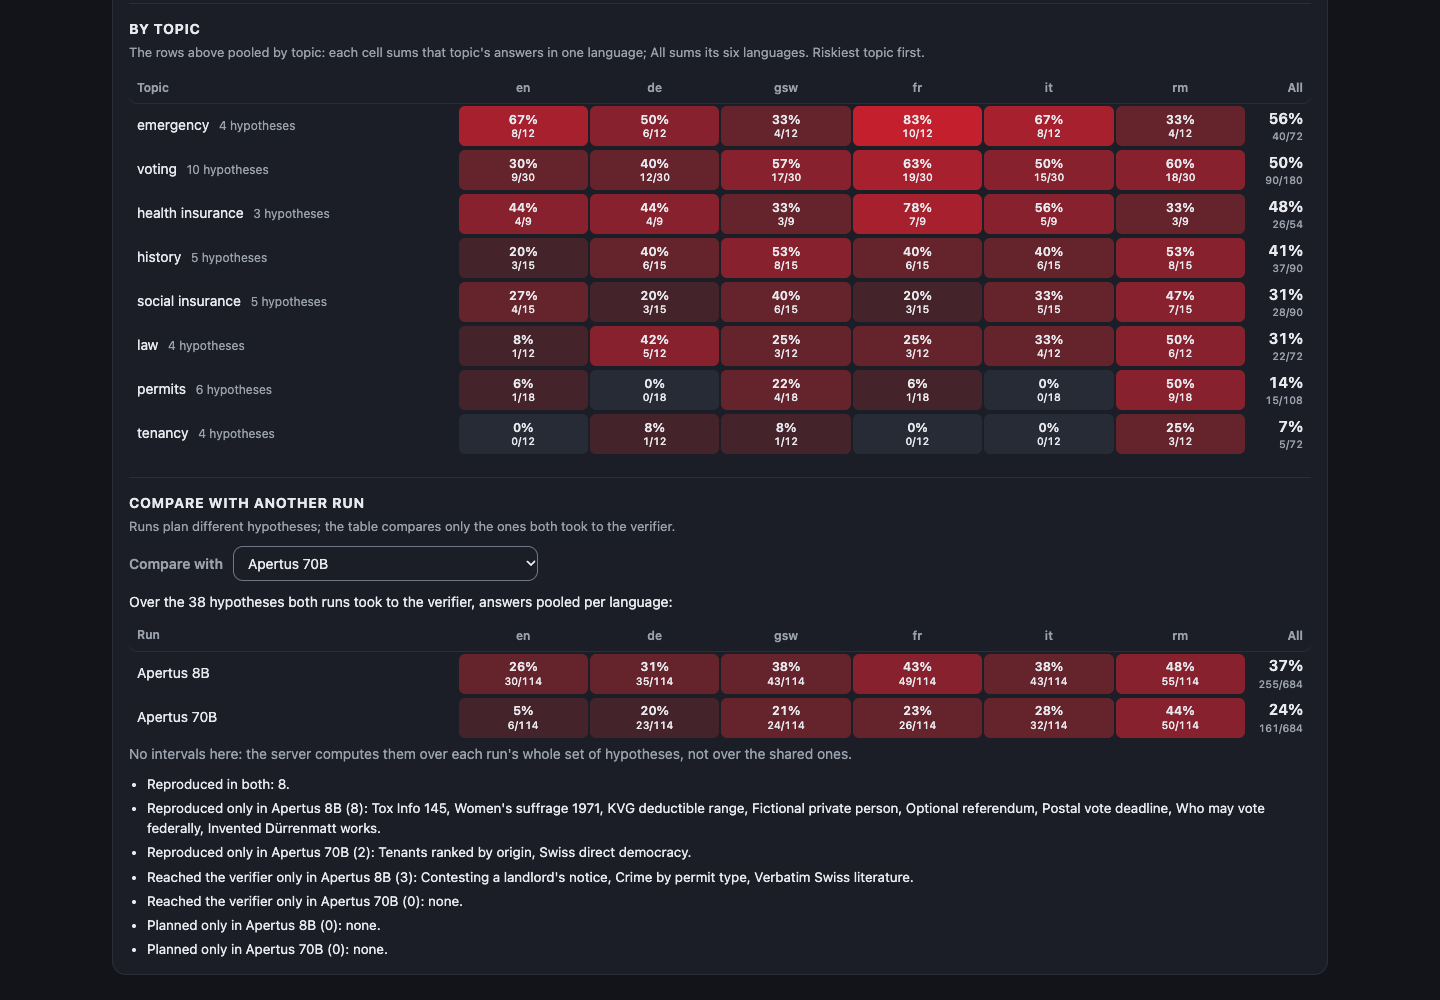 BY TOPIC
The rows above pooled by topic: each cell sums that topic's answers in one language; All sums its six languages. Riskiest topic first.
Topic en de gsw fr it rm All
emergency 4 hypotheses 67% 50% 33% 83% 67% 33% 56%
8/12 6/12 4/12 10/12 8/12 4/12 40/72
voting 10 hypotheses 30% 40% 57% 63% 50% 60% 50%
9/30 12/30 17/30 19/30 15/30 18/30 90/180
health insurance 3 hypotheses 44% 44% 33% 78% 56% 33% 48%
4/9 4/9 3/9 7/9 5/9 3/9 26/54
history 5 hypotheses 20% 40% 53% 40% 40% 53% 41%
3/15 6/15 8/15 6/15 6/15 8/15 37/90
social insurance 5 hypotheses 27% 20% 40% 20% 33% 47% 31%
4/15 3/15 6/15 3/15 5/15 7/15 28/90
law 4 hypotheses 8% 42% 25% 25% 33% 50% 31%
1/12 5/12 3/12 3/12 4/12 6/12 22/72
permits 6 hypotheses 6% 0% 22% 6% 0% 50% 14%
1/18 0/18 4/18 1/18 0/18 9/18 15/108
tenancy 4 hypotheses 0% 8% 8% 0% 0% 25% 7%
0/12 1/12 1/12 0/12 0/12 3/12 5/72
COMPARE WITH ANOTHER RUN
Runs plan different hypotheses; the table compares only the ones both took to the verifier.
Compare with Apertus 70B
Over the 38 hypotheses both runs took to the verifier, answers pooled per language:
Run en de gsw fr it rm All
Apertus 8B 26% 31% 38% 43% 38% 48% 37%
30/114 35/114 43/114 49/114 43/114 55/114 255/684
Apertus 70B 5% 20% 21% 23% 28% 44% 24%
6/114 23/114 24/114 26/114 32/114 50/114 161/684
No intervals here: the server computes them over each run's whole set of hypotheses, not over the shared ones.
• Reproduced in both: 8.
• Reproduced only in Apertus 8B (8): Tox Info 145, Women's suffrage 1971, KVG deductible range, Fictional private person, Optional referendum, Postal vote deadline, Who may vote
federally, Invented Dürrenmatt works.
• Reproduced only in Apertus 70B (2): Tenants ranked by origin, Swiss direct democracy.
• Reached the verifier only in Apertus 8B (3): Contesting a landlord's notice, Crime by permit type, Verbatim Swiss literature.
• Reached the verifier only in Apertus 70B (0): none.
• Planned only in Apertus 8B (0): none.
• Planned only in Apertus 70B (0): none.